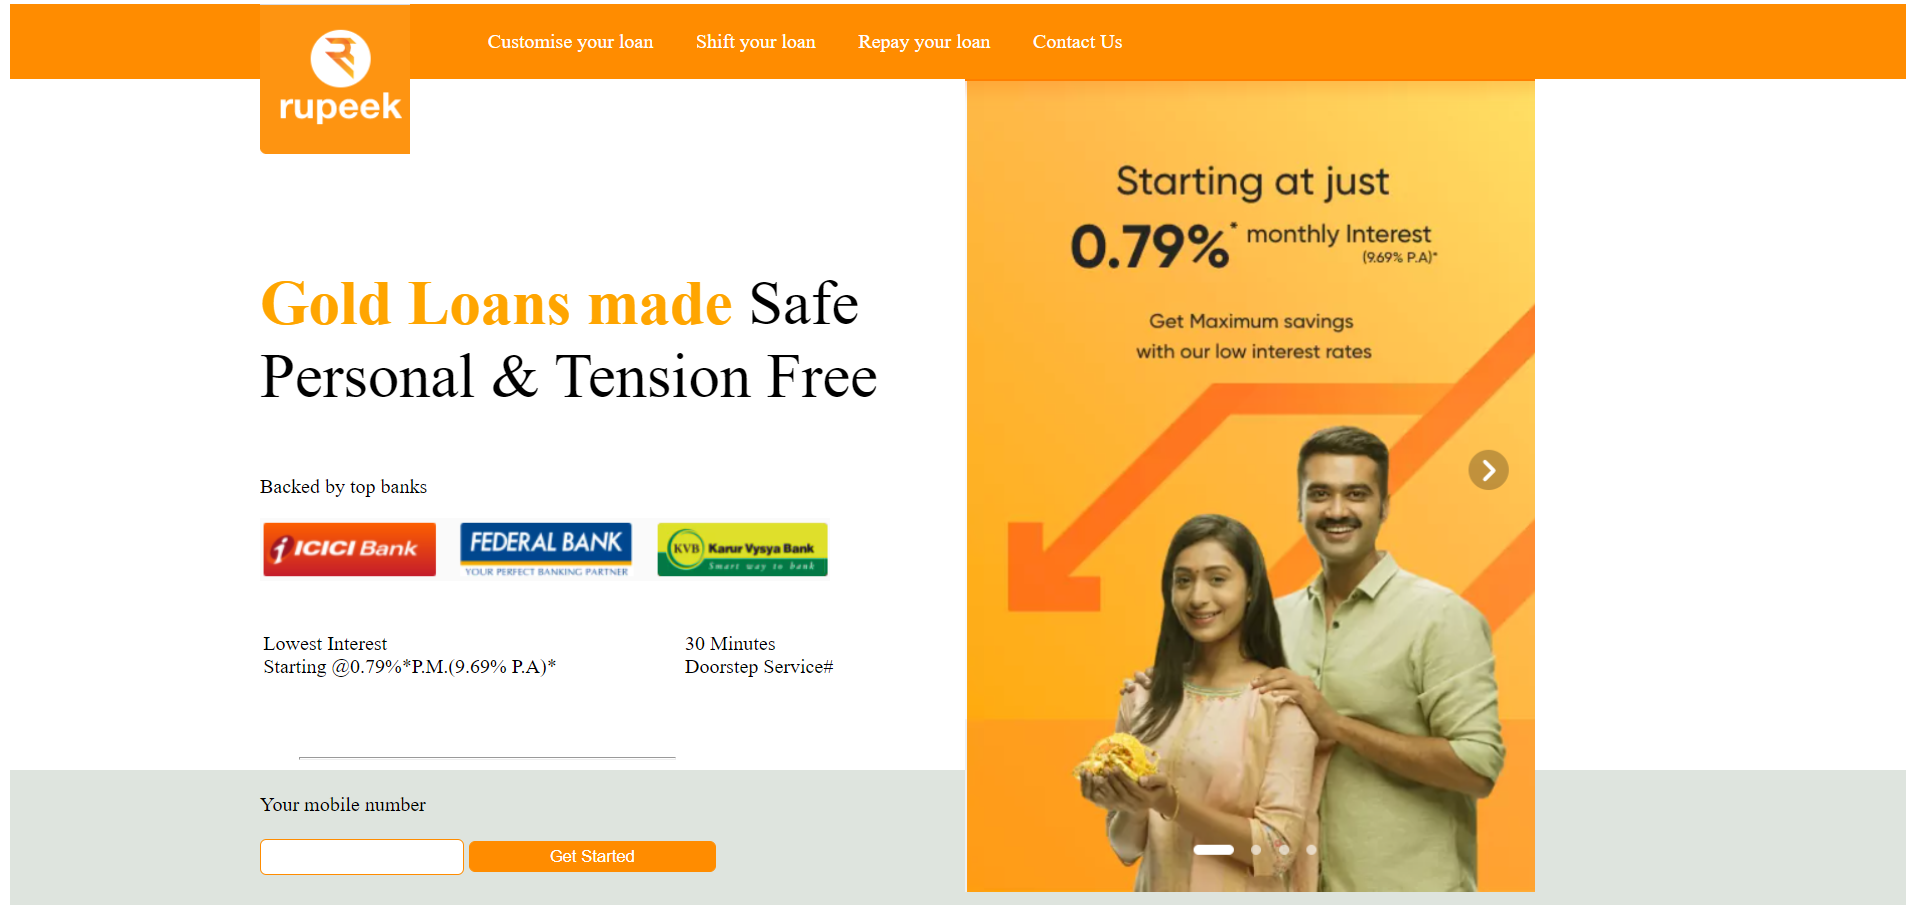 Customise your loan
Shift your loan
Repay your loan
Contact Us
rupeek
Gold Loans made Safe
Personal & Tension Free
Backed by top banks
ICICI Bank
FEDERAL BANK
YOUR PERFECT BANKING PARTNER
KVB
Karur Vysya Bank
Smart way to bank
Lowest Interest
Starting @0.79%*P.M.(9.69% P.A)*
30 Minutes
Doorstep Service#
Your mobile number
Get Started
Starting at just
0.79%* monthly Interest
(9.69% P.A)*
Get Maximum savings
with our low interest rates